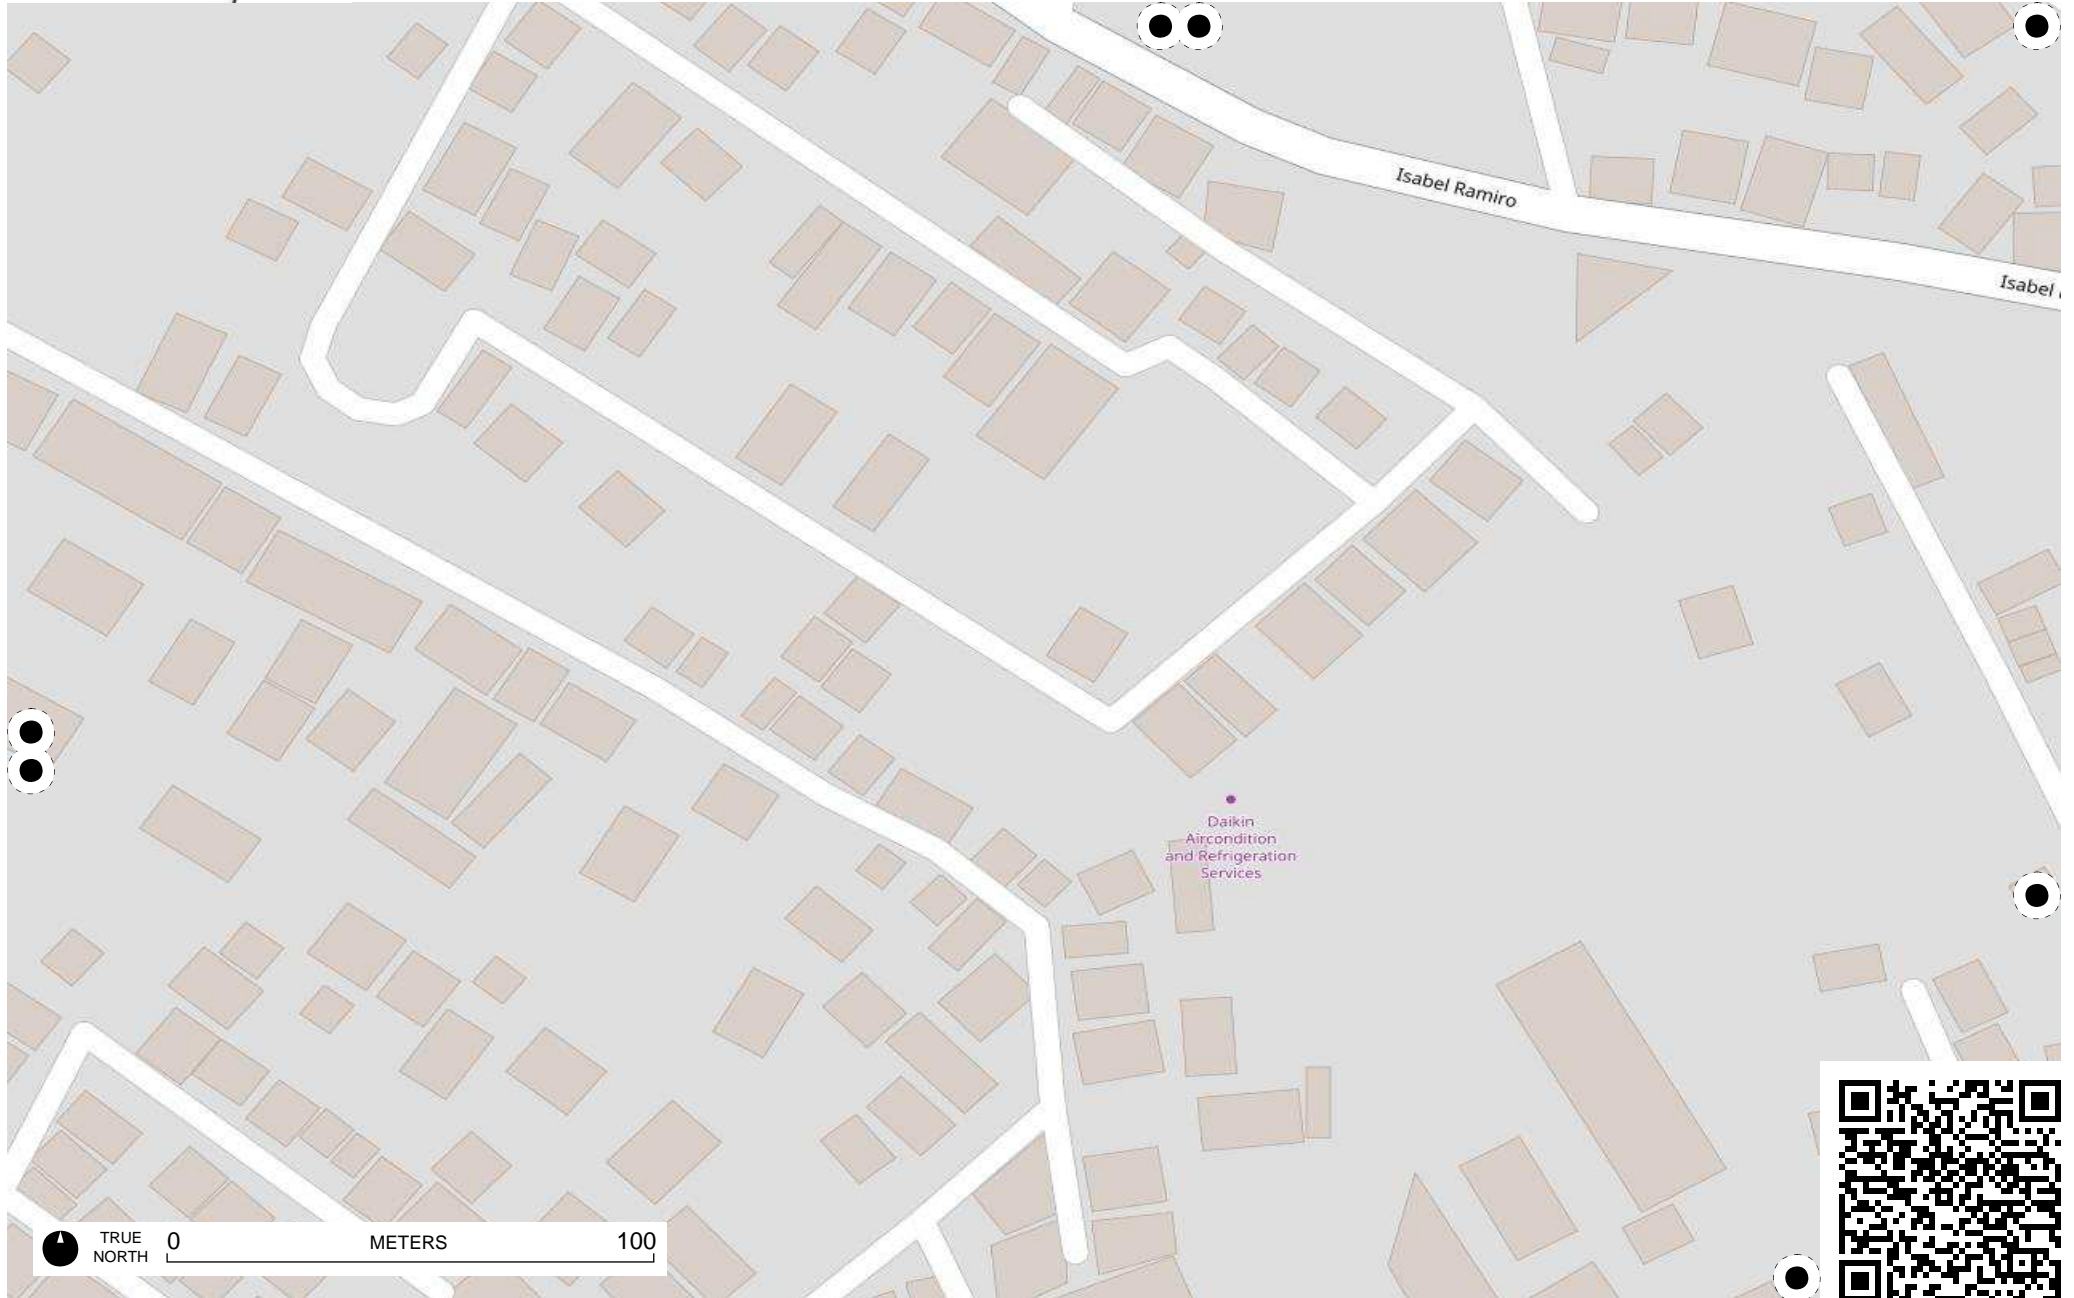 Isabel Ramiro
Isabel
Daikin
Aircondition
and Refrigeration
Services
TRUE
NORTH
0
METERS
100